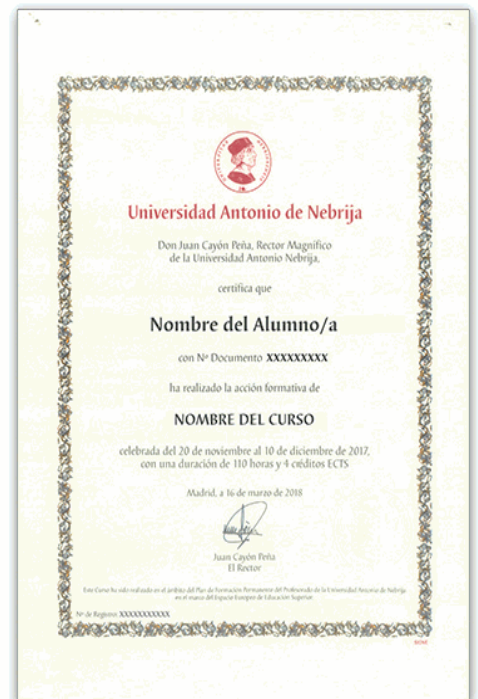 Universidad Antonio de Nebrija
Don Juan Cayón Peña, Rector Magnífico
de la Universidad Antonio Nebrija,
certifica que
Nombre del Alumno/a
con Nº Documento XXXXXXXXX
ha realizado la acción formativa de
NOMBRE DEL CURSO
celebrada del 20 de noviembre al 10 de diciembre de 2017,
con una duración de 110 horas y 4 créditos ECTS
Madrid, a 16 de marzo de 2018
Juan Cayón Peña
El Rector
Este Curso ha sido realizado en el ámbito del Plan de Formación Permanente del Profesorado de la Universidad Antonio de Nebrija
en el marco del Espacio Europeo de Educación Superior
Nº de Registro XXXXXXXXXXX